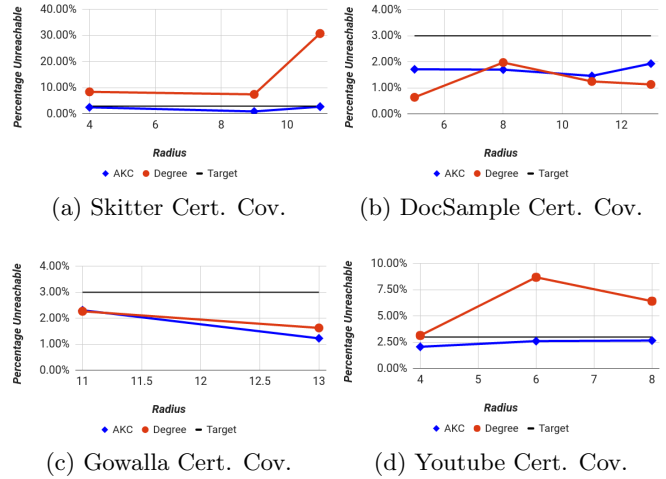 40.00%
30.00%
20.00%
10.00%
0.00%
Percentage Unreachable
4
6
8
10
Radius
AKC Degree Target
(a) Skitter Cert. Cov.
4.00%
3.00%
2.00%
1.00%
0.00%
Percentage Unreachable
6
8
10
12
Radius
AKC Degree Target
(b) DocSample Cert. Cov.
4.00%
3.00%
2.00%
1.00%
0.00%
Percentage Unreachable
11
11.5
12
12.5
13
Radius
AKC Degree Target
(c) Gowalla Cert. Cov.
10.00%
7.50%
5.00%
2.50%
0.00%
Percentage Unreachable
4
5
6
7
8
Radius
AKC Degree Target
(d) Youtube Cert. Cov.